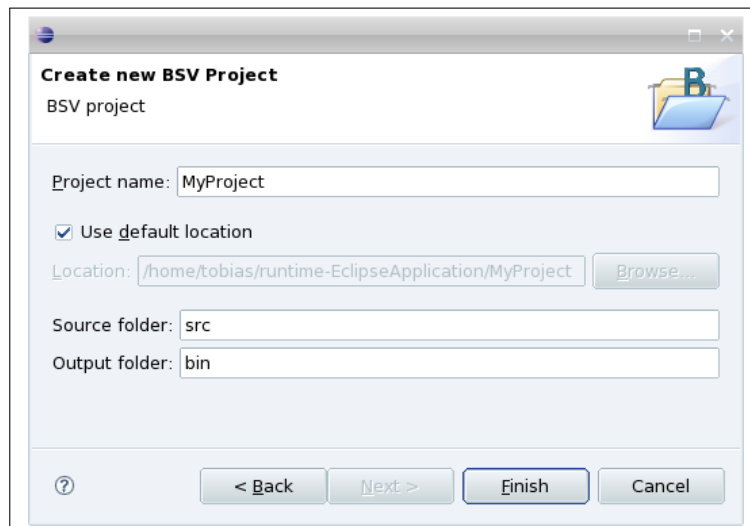 Create new BSV Project
BSV project
B
Project name: MyProject
Use default location
Location: /home/tobias/runtime-EclipseApplication/MyProject Browse...
Source folder: src
Output folder: bin
? < Back Next > Finish Cancel